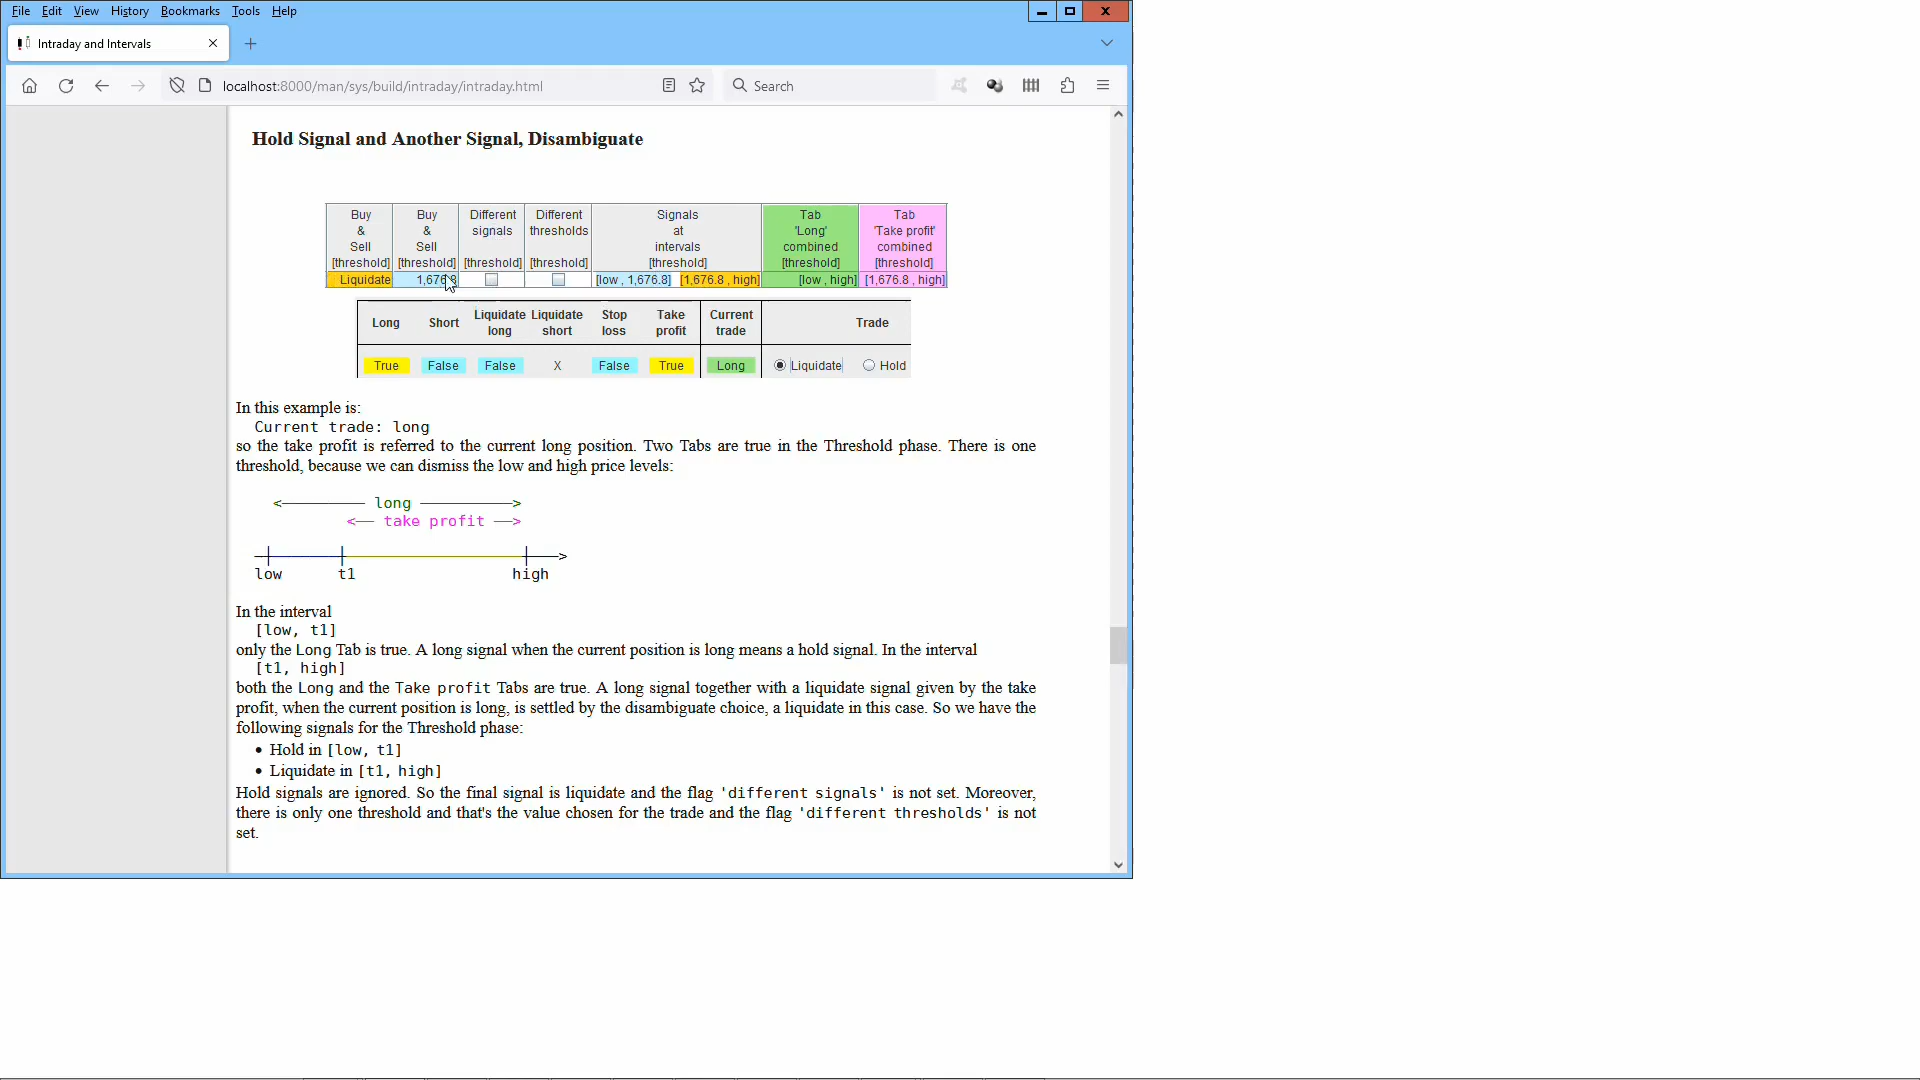 File Edit View History Bookmarks Tools Help
Intraday and Intervals
localhost:8000/man/sys/build/intraday/intraday.html
Search
Hold Signal and Another Signal, Disambiguate
Buy & Sell [threshold] Buy & Sell [threshold] Different signals [threshold] Different thresholds [threshold] Signals at intervals [threshold] Tab 'Long' combined [threshold] Tab 'Take profit' combined [threshold]
Liquidate 1,676.8 [low , 1,676.8] [1,676.8 , high] [low , high] [1,676.8 , high]
Long Short Liquidate long Liquidate short Stop loss Take profit Current trade Trade
True False False X False True Long Liquidate Hold
In this example is:
Current trade: long
so the take profit is referred to the current long position. Two Tabs are true in the Threshold phase. There is one
threshold, because we can dismiss the low and high price levels:
long
take profit
low t1 high
In the interval
[low, t1]
only the Long Tab is true. A long signal when the current position is long means a hold signal. In the interval
[t1, high]
both the Long and the Take profit Tabs are true. A long signal together with a liquidate signal given by the take
profit, when the current position is long, is settled by the disambiguate choice, a liquidate in this case. So we have the
following signals for the Threshold phase:
• Hold in [low, t1]
• Liquidate in [t1, high]
Hold signals are ignored. So the final signal is liquidate and the flag 'different signals' is not set. Moreover,
there is only one threshold and that's the value chosen for the trade and the flag 'different thresholds' is not
set.